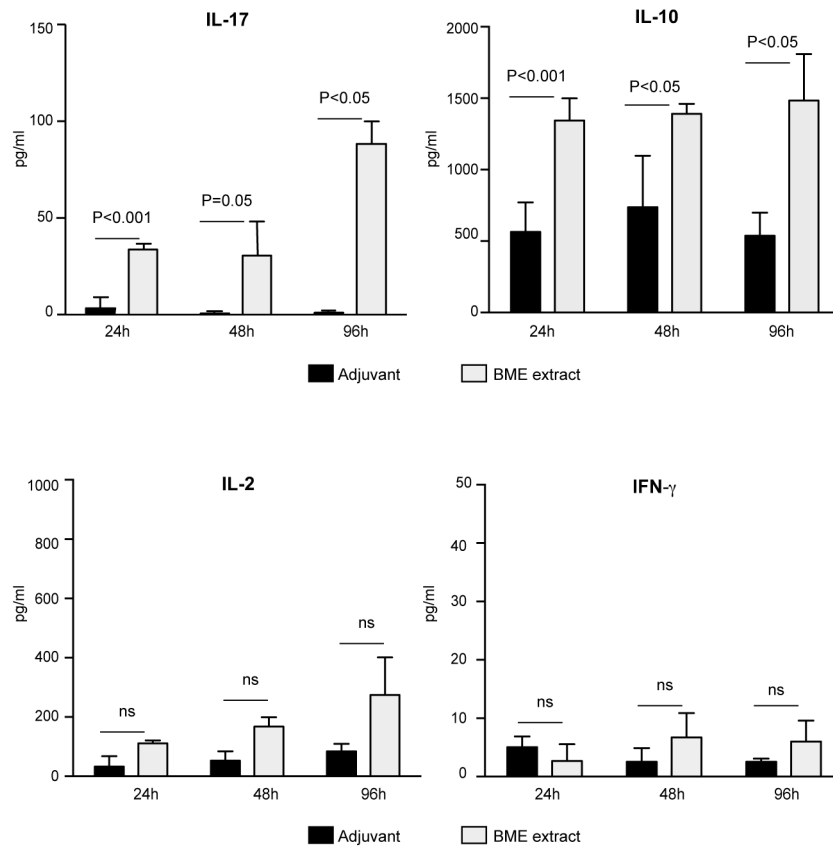 IL-17
150
100
50
0
pg/ml
P<0.001
P=0.05
P<0.05
24h
48h
96h
IL-10
2000
1500
1000
500
0
pg/ml
P<0.001
P<0.05
P<0.05
24h
48h
96h
Adjuvant
BME extract
IL-2
1000
800
600
400
200
0
pg/ml
ns
ns
ns
24h
48h
96h
IFN-γ
50
40
30
20
10
5
0
pg/ml
ns
ns
ns
24h
48h
96h
Adjuvant
BME extract